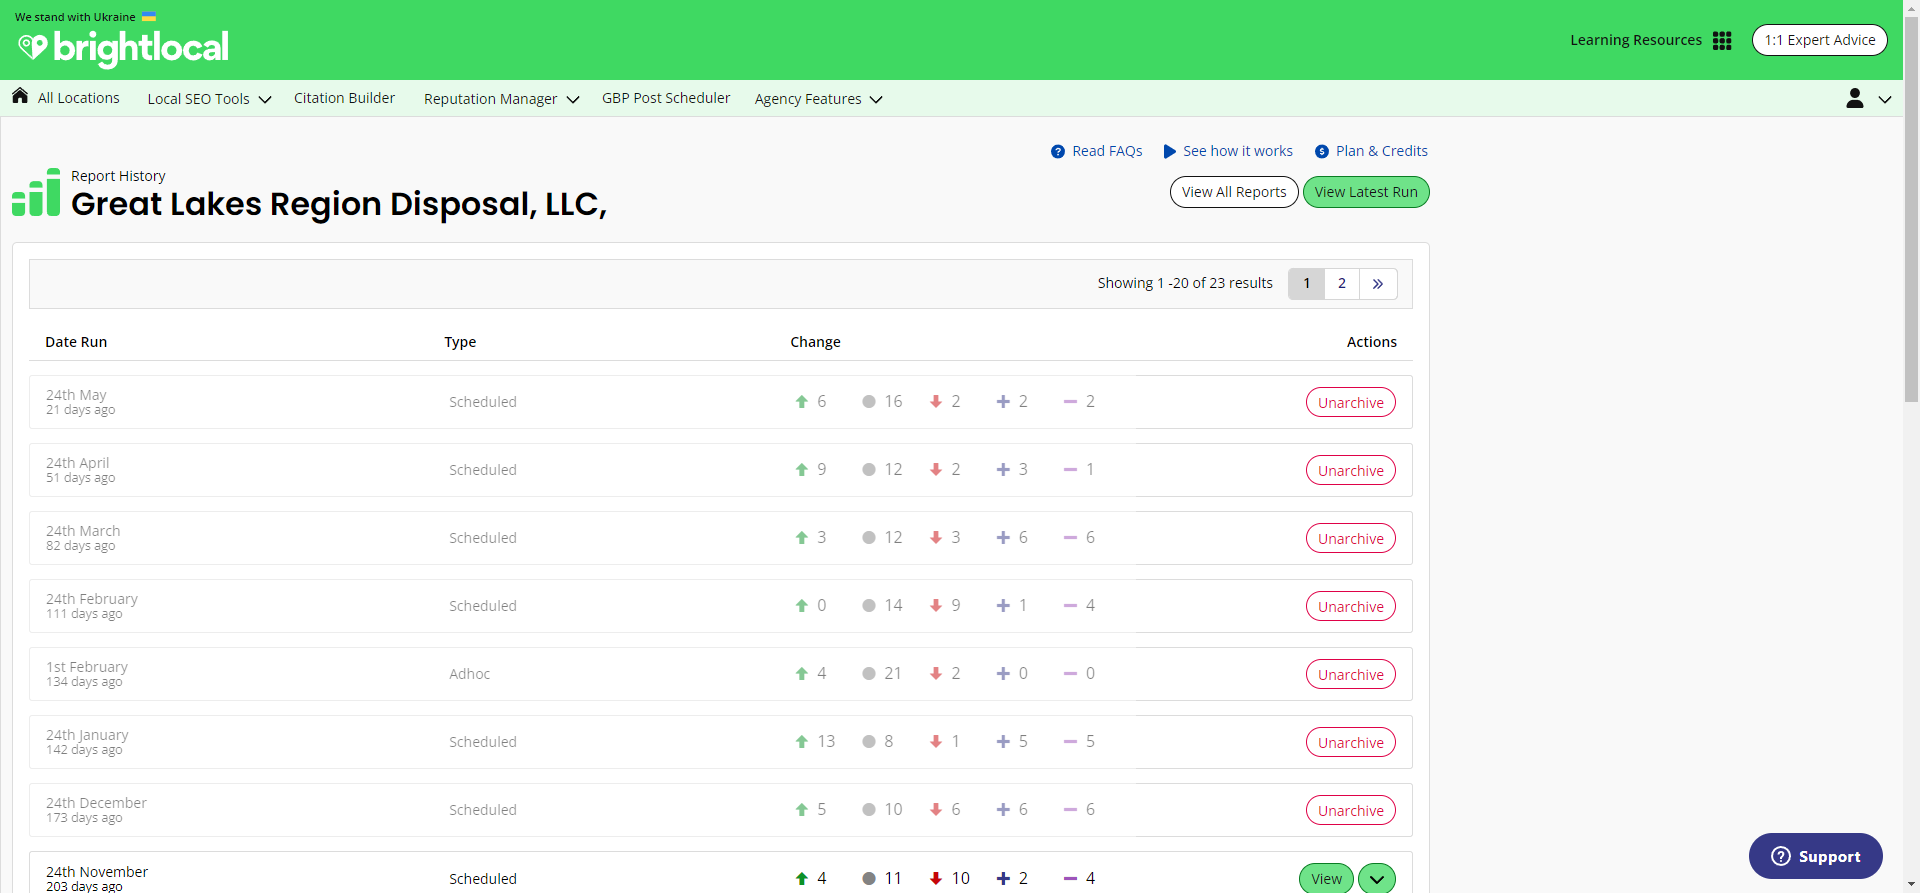 We stand with Ukraine
brightlocal
Learning Resources
1:1 Expert Advice
All Locations
Local SEO Tools
Citation Builder
Reputation Manager
GBP Post Scheduler
Agency Features
Read FAQs
See how it works
Plan & Credits
Report History
Great Lakes Region Disposal, LLC,
View All Reports
View Latest Run
Showing 1 -20 of 23 results
1 2 »
Date Run Type Change Actions
24th May
21 days ago
Scheduled 6 16 2 2 2 Unarchive
24th April
51 days ago
Scheduled 9 12 2 3 1 Unarchive
24th March
82 days ago
Scheduled 3 12 3 6 6 Unarchive
24th February
111 days ago
Scheduled 0 14 9 1 4 Unarchive
1st February
134 days ago
Adhoc 4 21 2 0 0 Unarchive
24th January
142 days ago
Scheduled 13 8 1 5 5 Unarchive
24th December
173 days ago
Scheduled 5 10 6 6 6 Unarchive
24th November
203 days ago
Scheduled 4 11 10 2 4 View
Support